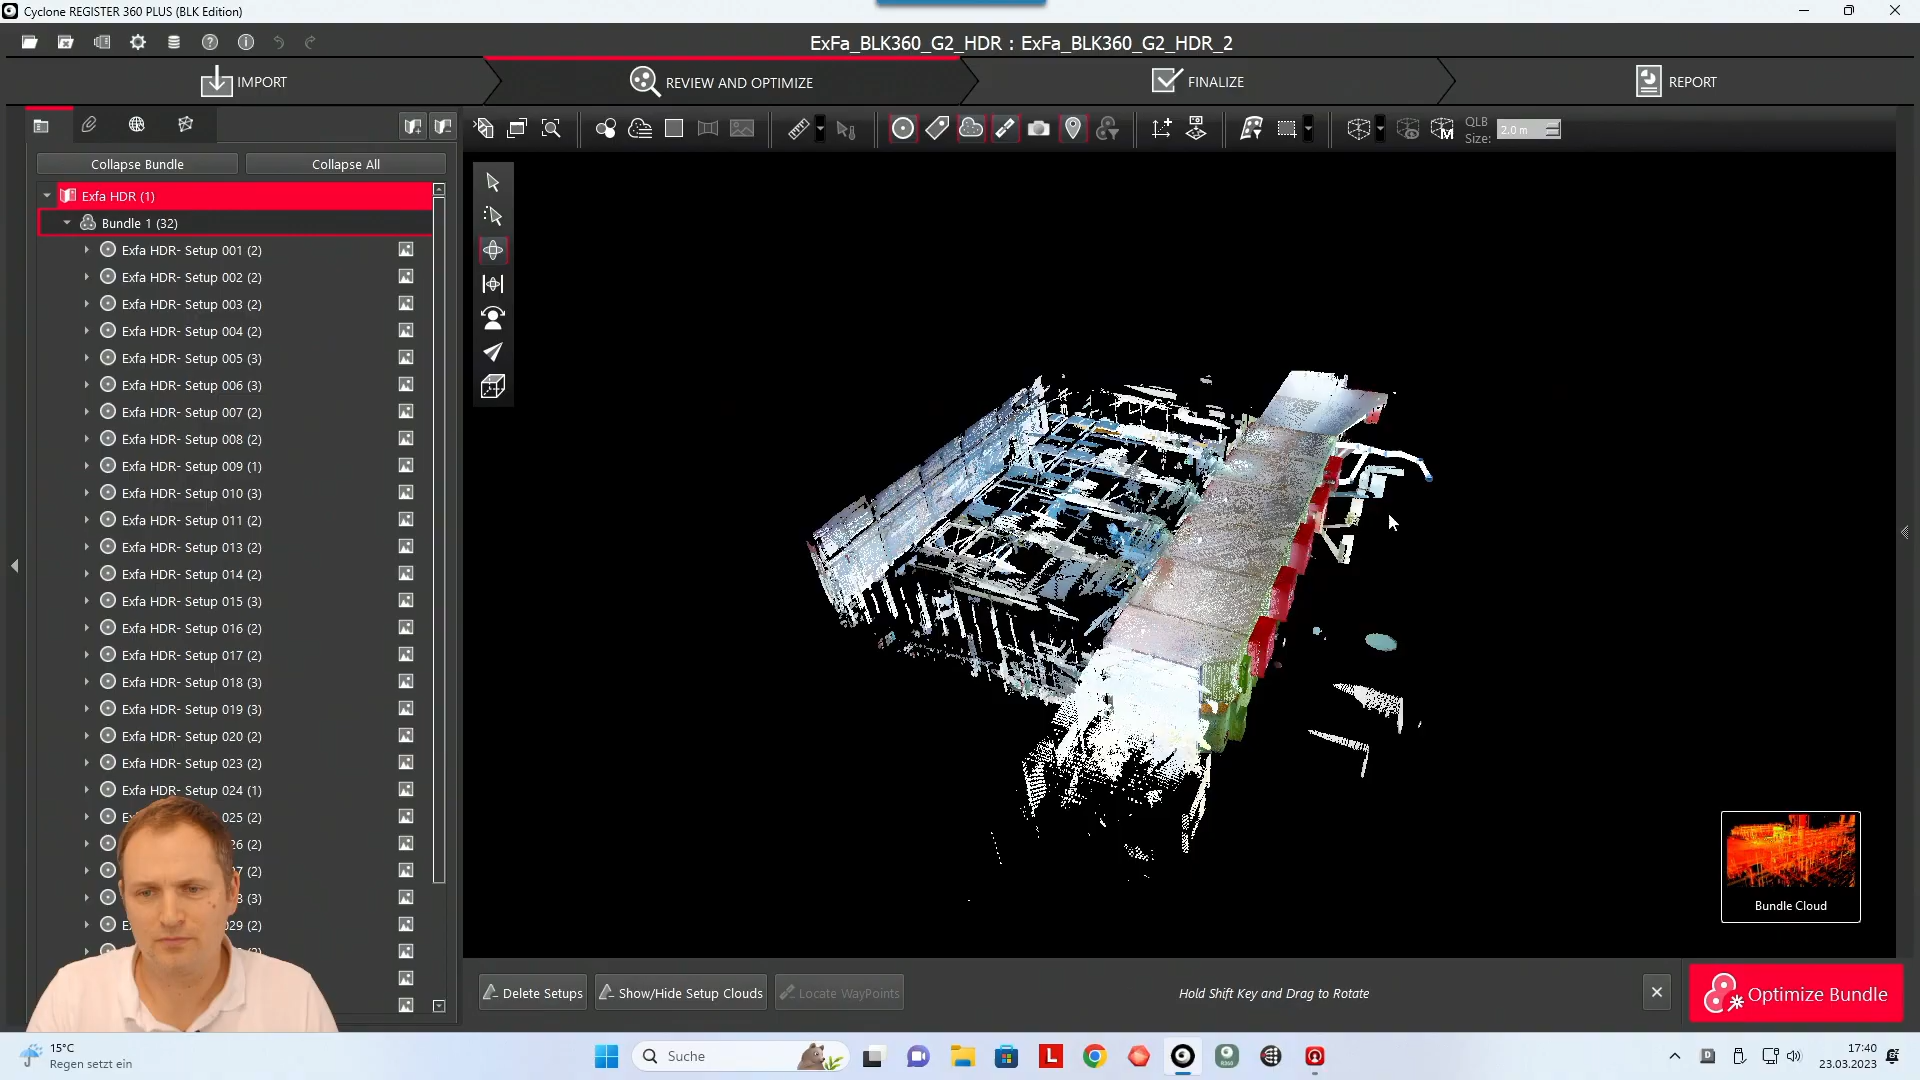 Cyclone REGISTER 360 PLUS (BLK Edition)
ExFa_BLK360_G2_HDR : ExFa_BLK360_G2_HDR_2
IMPORT
REVIEW AND OPTIMIZE
FINALIZE
REPORT
QLB
Size:
2.0 m
Collapse Bundle
Collapse All
Exfa HDR (1)
Bundle 1 (32)
Exfa HDR- Setup 001 (2)
Exfa HDR- Setup 002 (2)
Exfa HDR- Setup 003 (2)
Exfa HDR- Setup 004 (2)
Exfa HDR- Setup 005 (3)
Exfa HDR- Setup 006 (3)
Exfa HDR- Setup 007 (2)
Exfa HDR- Setup 008 (2)
Exfa HDR- Setup 009 (1)
Exfa HDR- Setup 010 (3)
Exfa HDR- Setup 011 (2)
Exfa HDR- Setup 013 (2)
Exfa HDR- Setup 014 (2)
Exfa HDR- Setup 015 (3)
Exfa HDR- Setup 016 (2)
Exfa HDR- Setup 017 (2)
Exfa HDR- Setup 018 (3)
Exfa HDR- Setup 019 (3)
Exfa HDR- Setup 020 (2)
Exfa HDR- Setup 023 (2)
Exfa HDR- Setup 024 (1)
025 (2)
26 (2)
7 (2)
8 (3)
029 (2)
Bundle Cloud
Delete Setups
Show/Hide Setup Clouds
Locate WayPoints
Hold Shift Key and Drag to Rotate
Optimize Bundle
15°C
Regen setzt ein
Suche
17:40
23.03.2023